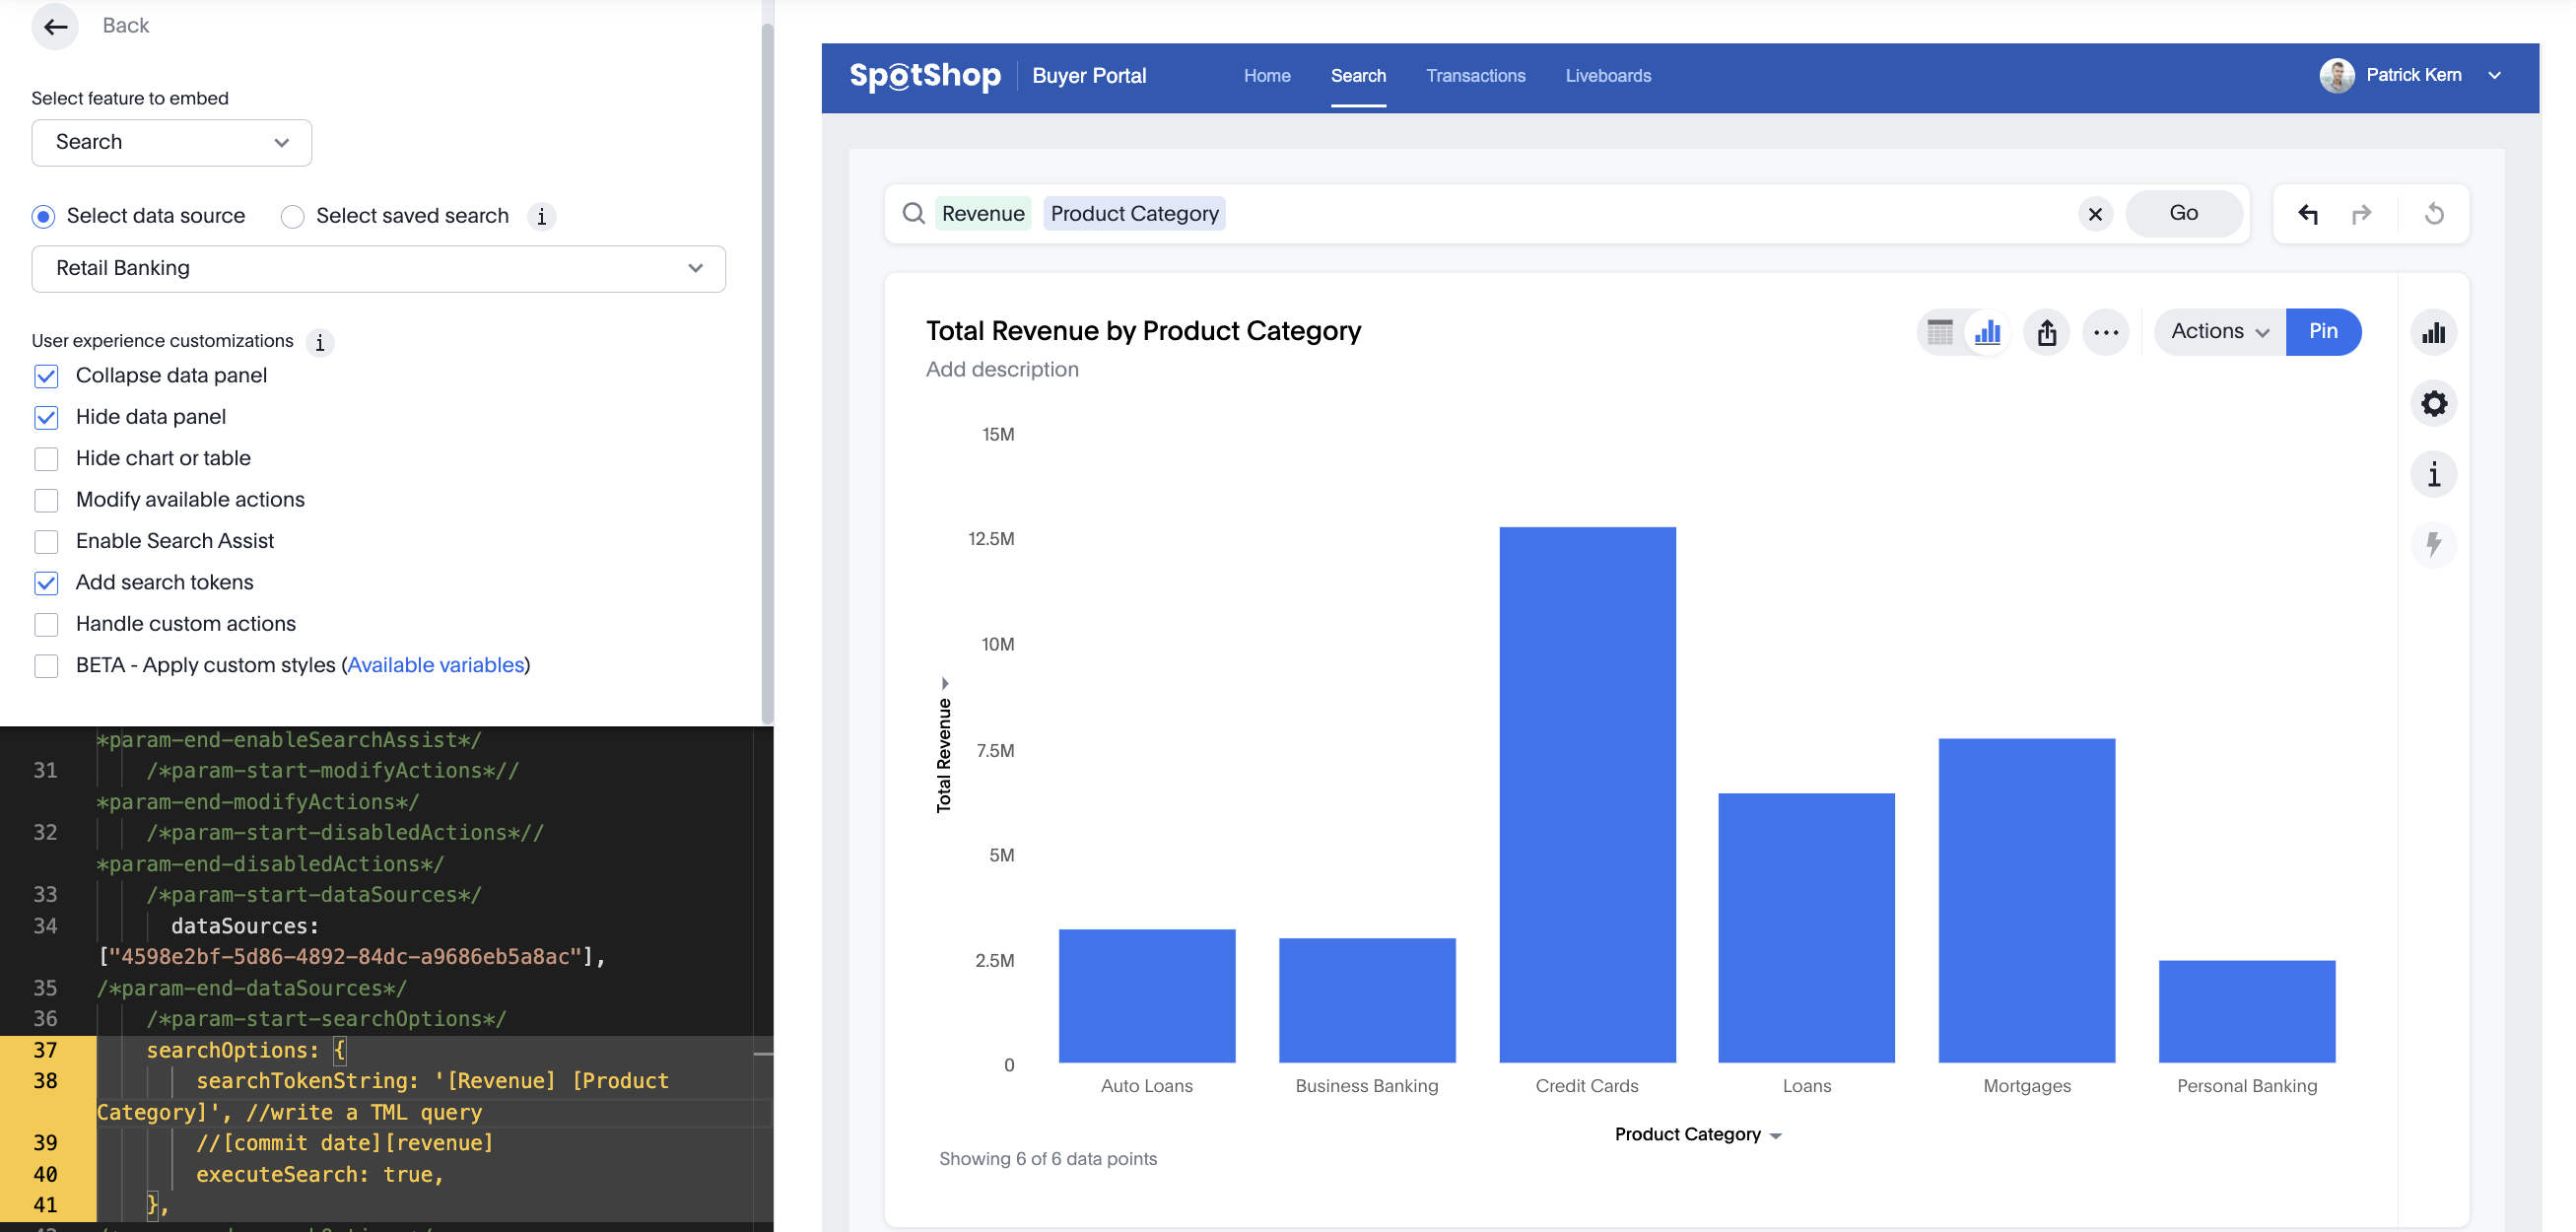 Back
Select feature to embed
Search
Select data source
Select saved search
i
Retail Banking
User experience customizations
i
Collapse data panel
Hide data panel
Hide chart or table
Modify available actions
Enable Search Assist
Add search tokens
Handle custom actions
BETA - Apply custom styles (Available variables)
*param-end-enableSearchAssist*/
31 /*param-start-modifyActions*//
*param-end-modifyActions*/
32 /*param-start-disabledActions*//
*param-end-disabledActions*/
33 /*param-start-dataSources*/
34 dataSources:
["4598e2bf-5d86-4892-84dc-a9686eb5a8ac"],
35 /*param-end-dataSources*/
36 /*param-start-searchOptions*/
37 searchOptions: {
38 searchTokenString: '[Revenue] [Product
Category]', //write a TML query
39 //[commit date][revenue]
40 executeSearch: true,
41 },
SpotShop
Buyer Portal
Home
Search
Transactions
Liveboards
Patrick Kern
Revenue
Product Category
Go
Total Revenue by Product Category
Add description
Actions
Pin
i
Total Revenue
15M
12.5M
10M
7.5M
5M
2.5M
0
Auto Loans
Business Banking
Credit Cards
Loans
Mortgages
Personal Banking
Product Category
Showing 6 of 6 data points